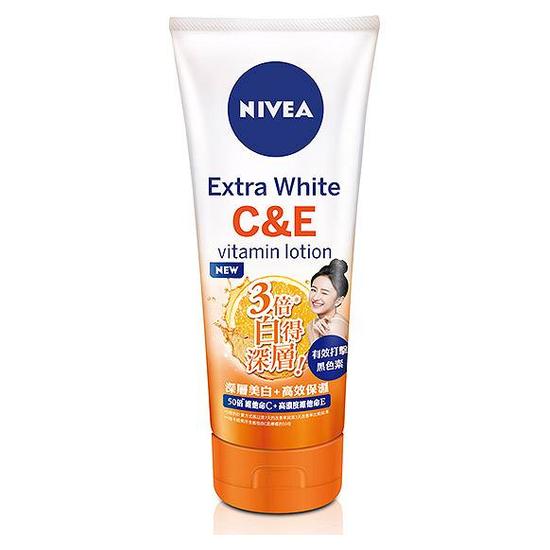 NIVEA
Extra White
C&E
vitamin lotion
NEW
3倍*
白得
深層!
有效打擊
黑色素
深層美白+高效保濕
50倍*維他命C+高濃度維他命E